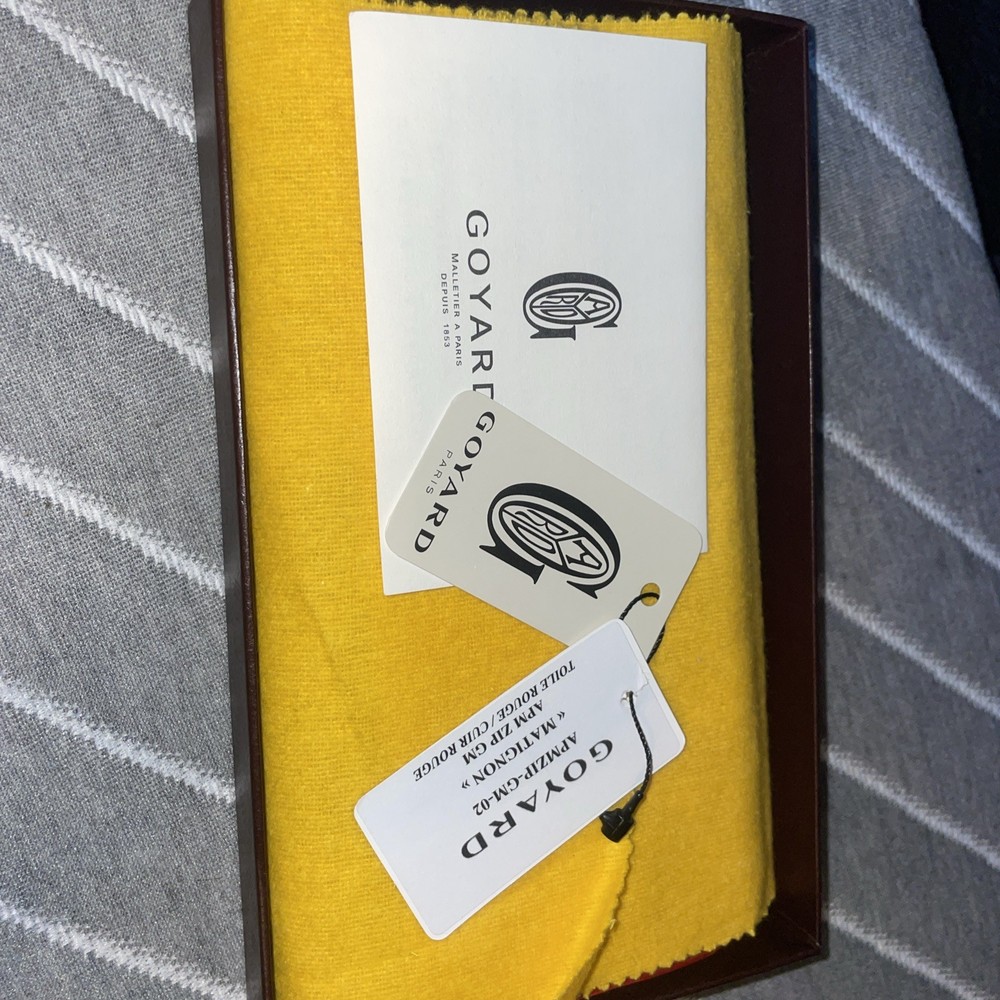 GOYARD
MALLETIER A PARIS
DEPUIS 1853
GOYARD
PARIS
GOYARD
APMZIP-GM-02
« MATIGNON »
APM ZIP GM
TOILE ROUGE / CUIR ROUGE